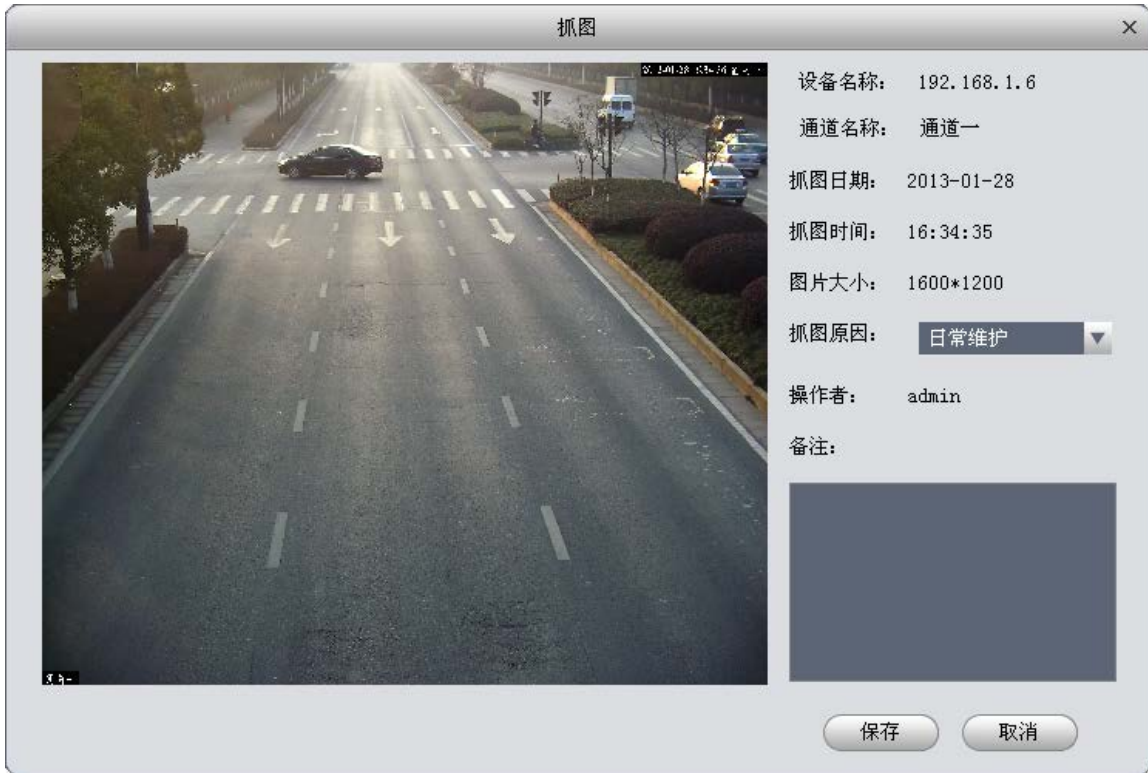 抓图
设备名称： 192.168.1.6
通道名称： 通道一
抓图日期： 2013-01-28
抓图时间： 16:34:35
图片大小： 1600*1200
抓图原因： 日常维护
操作者： admin
备注：
保存 取消